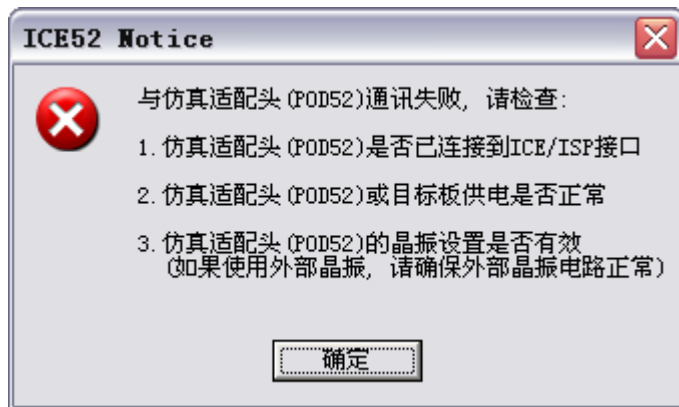 ICE52 Notice
与仿真适配头(POD52)通讯失败, 请检查:
1.仿真适配头(POD52)是否已连接到ICE/ISP接口
2.仿真适配头(POD52)或目标板供电是否正常
3.仿真适配头(POD52)的晶振设置是否有效
(如果使用外部晶振, 请确保外部晶振电路正常)
确定